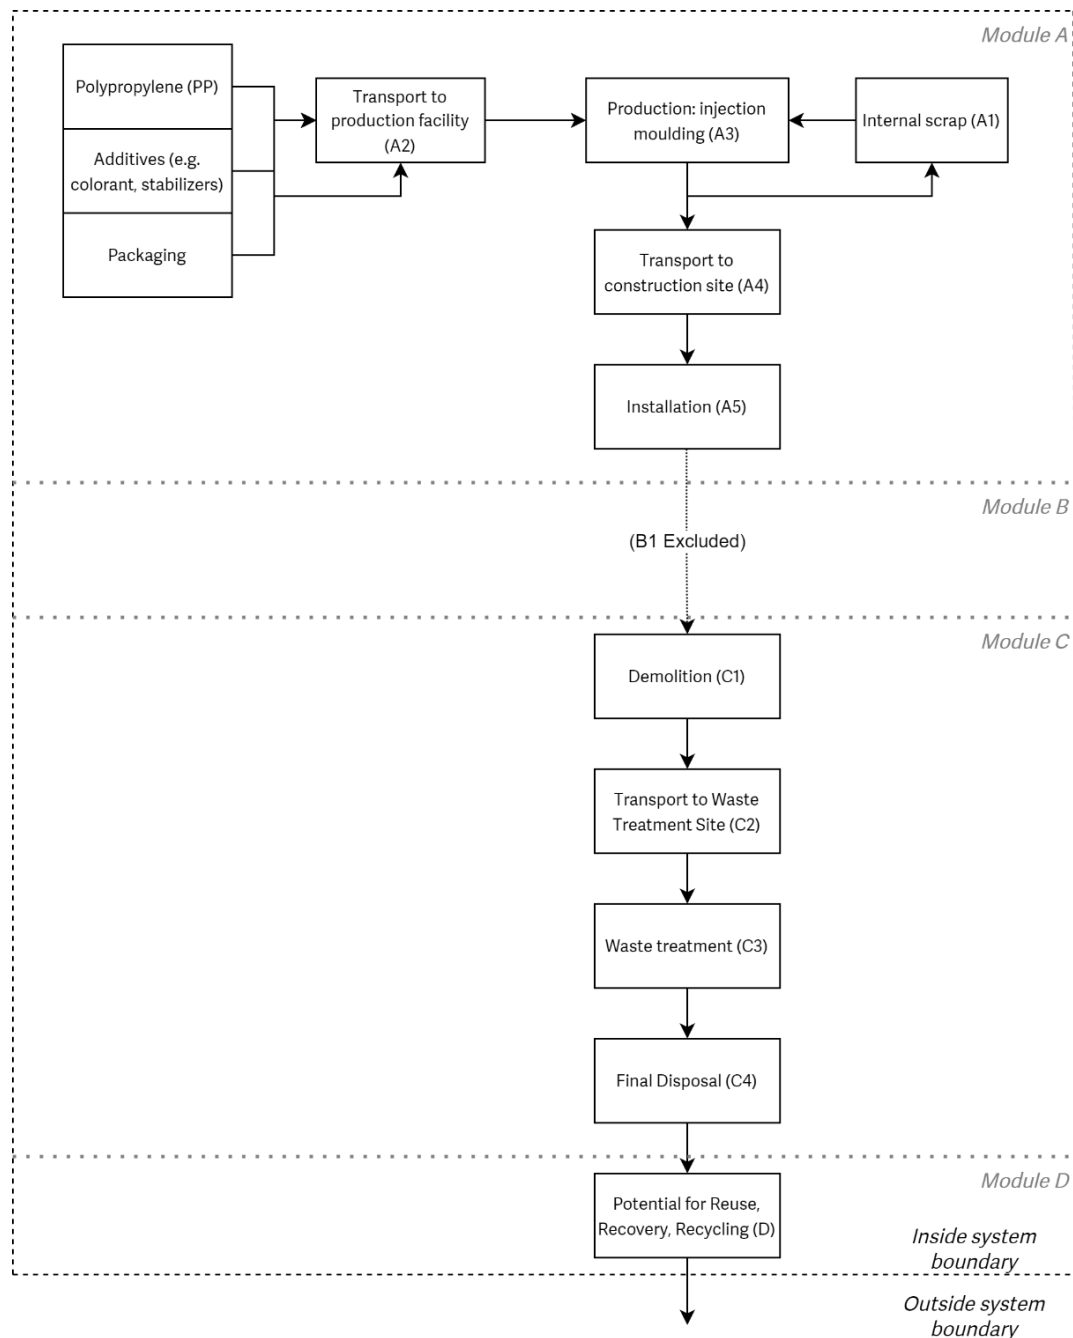 Module A
Polypropylene (PP)
Transport to
production facility
(A2)
Production: injection
moulding (A3)
Internal scrap (A1)
Additives (e.g.
colorant, stabilizers)
Packaging
Transport to
construction site (A4)
Installation (A5)
Module B
(B1 Excluded)
Module C
Demolition (C1)
Transport to Waste
Treatment Site (C2)
Waste treatment (C3)
Final Disposal (C4)
Module D
Potential for Reuse,
Recovery, Recycling (D)
Inside system
boundary
Outside system
boundary